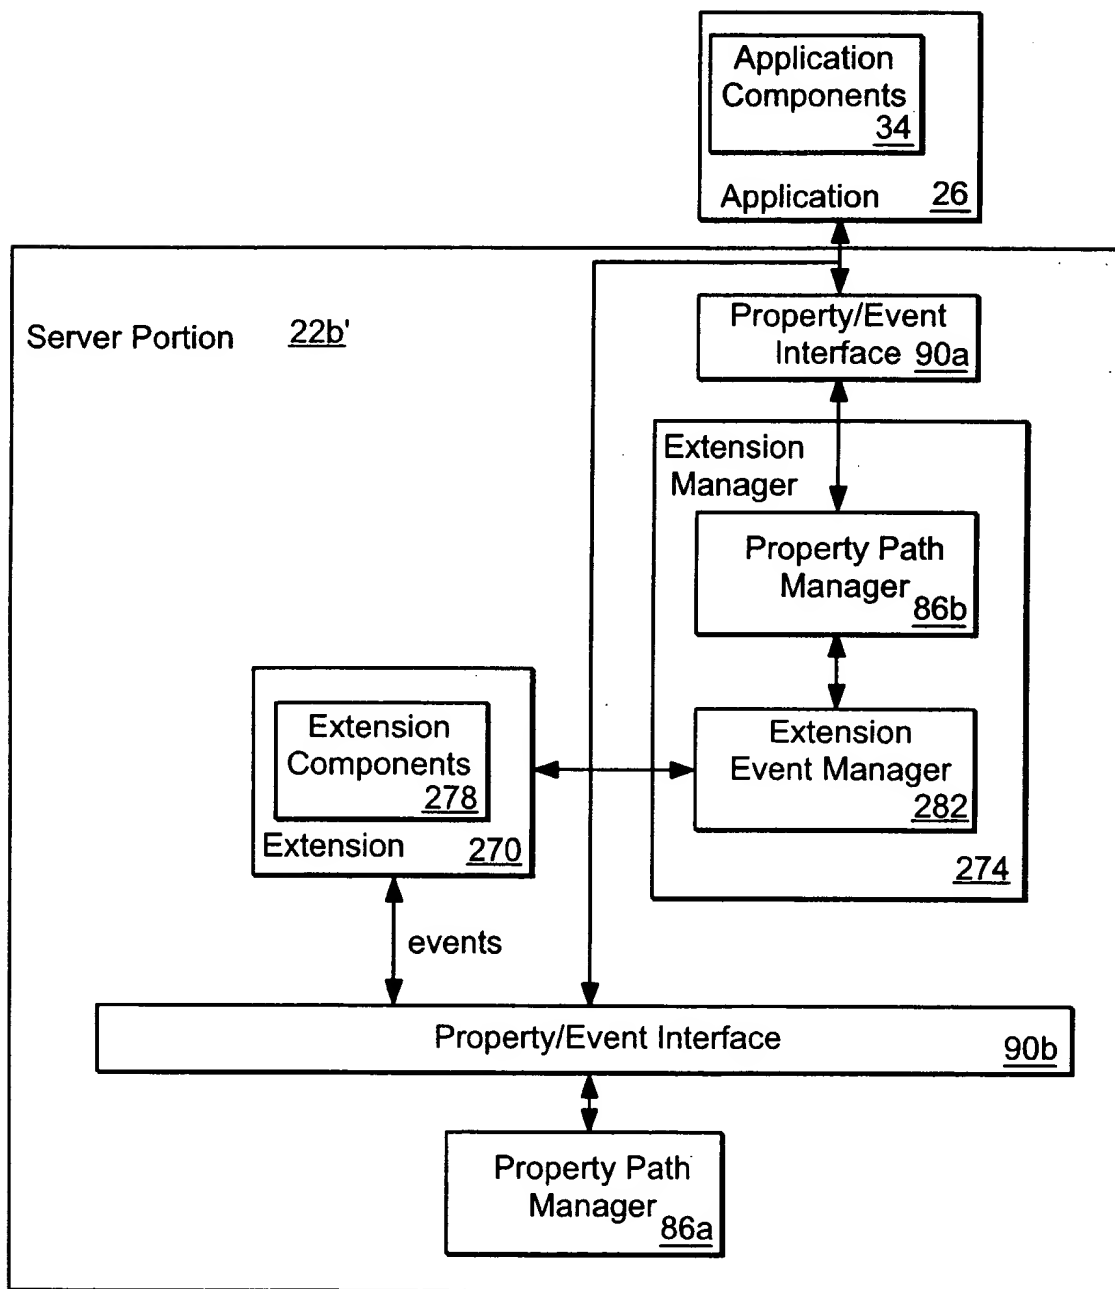 Application
Components
34
Application 26
Server Portion 22b'
Property/Event
Interface 90a
Extension
Manager
Property Path
Manager
86b
Extension
Components
278
Extension 270
Extension
Event Manager
282
274
events
Property/Event Interface 90b
Property Path
Manager
86a